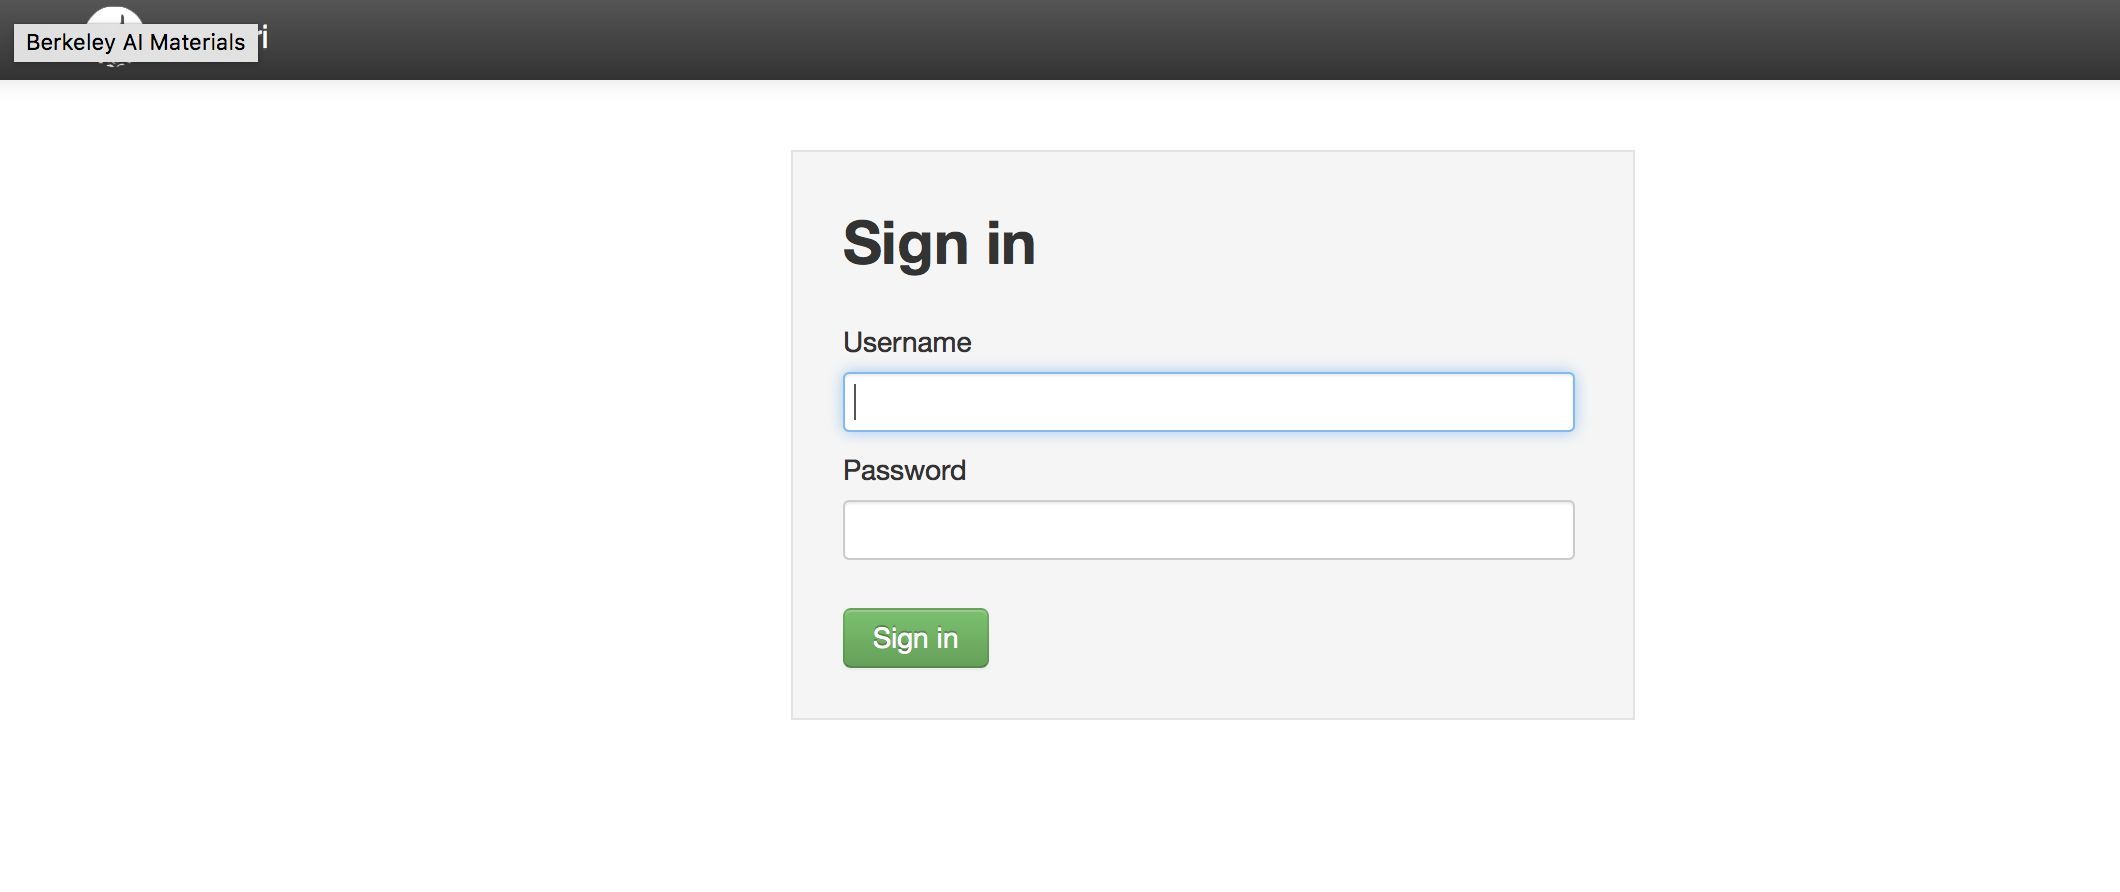 Berkeley AI Materials
Sign in
Username
Password
Sign in